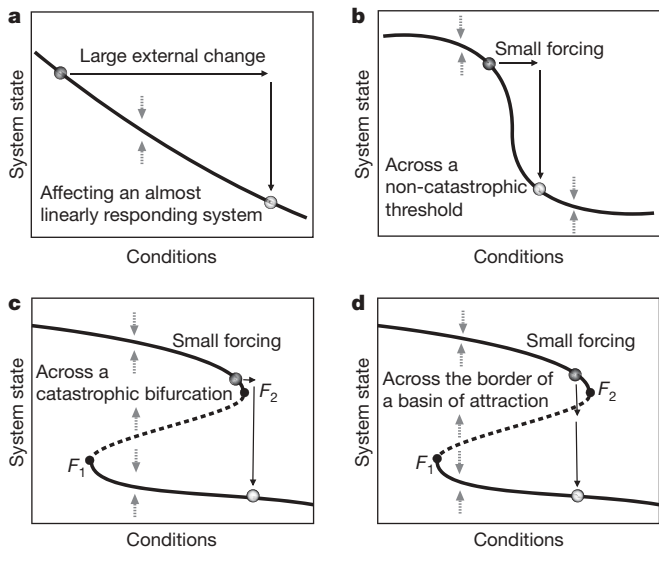 a
Large external change
System state
Affecting an almost
linearly responding system
Conditions
b
Small forcing
System state
Across a
non-catastrophic
threshold
Conditions
c
Small forcing
System state
Across a
catastrophic bifurcation
F2
F1
Conditions
d
Small forcing
System state
Across the border of
a basin of attraction
F2
F1
Conditions